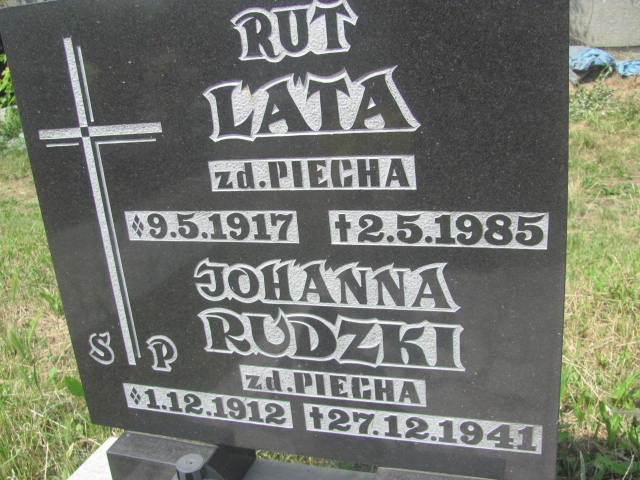 RUT
LATA
zd. PIECHA
9.5.1917 †2.5.1985
JOHANNA
RUDZKI
S P
zd. PIECHA
1.12.1912 †27.12.1941